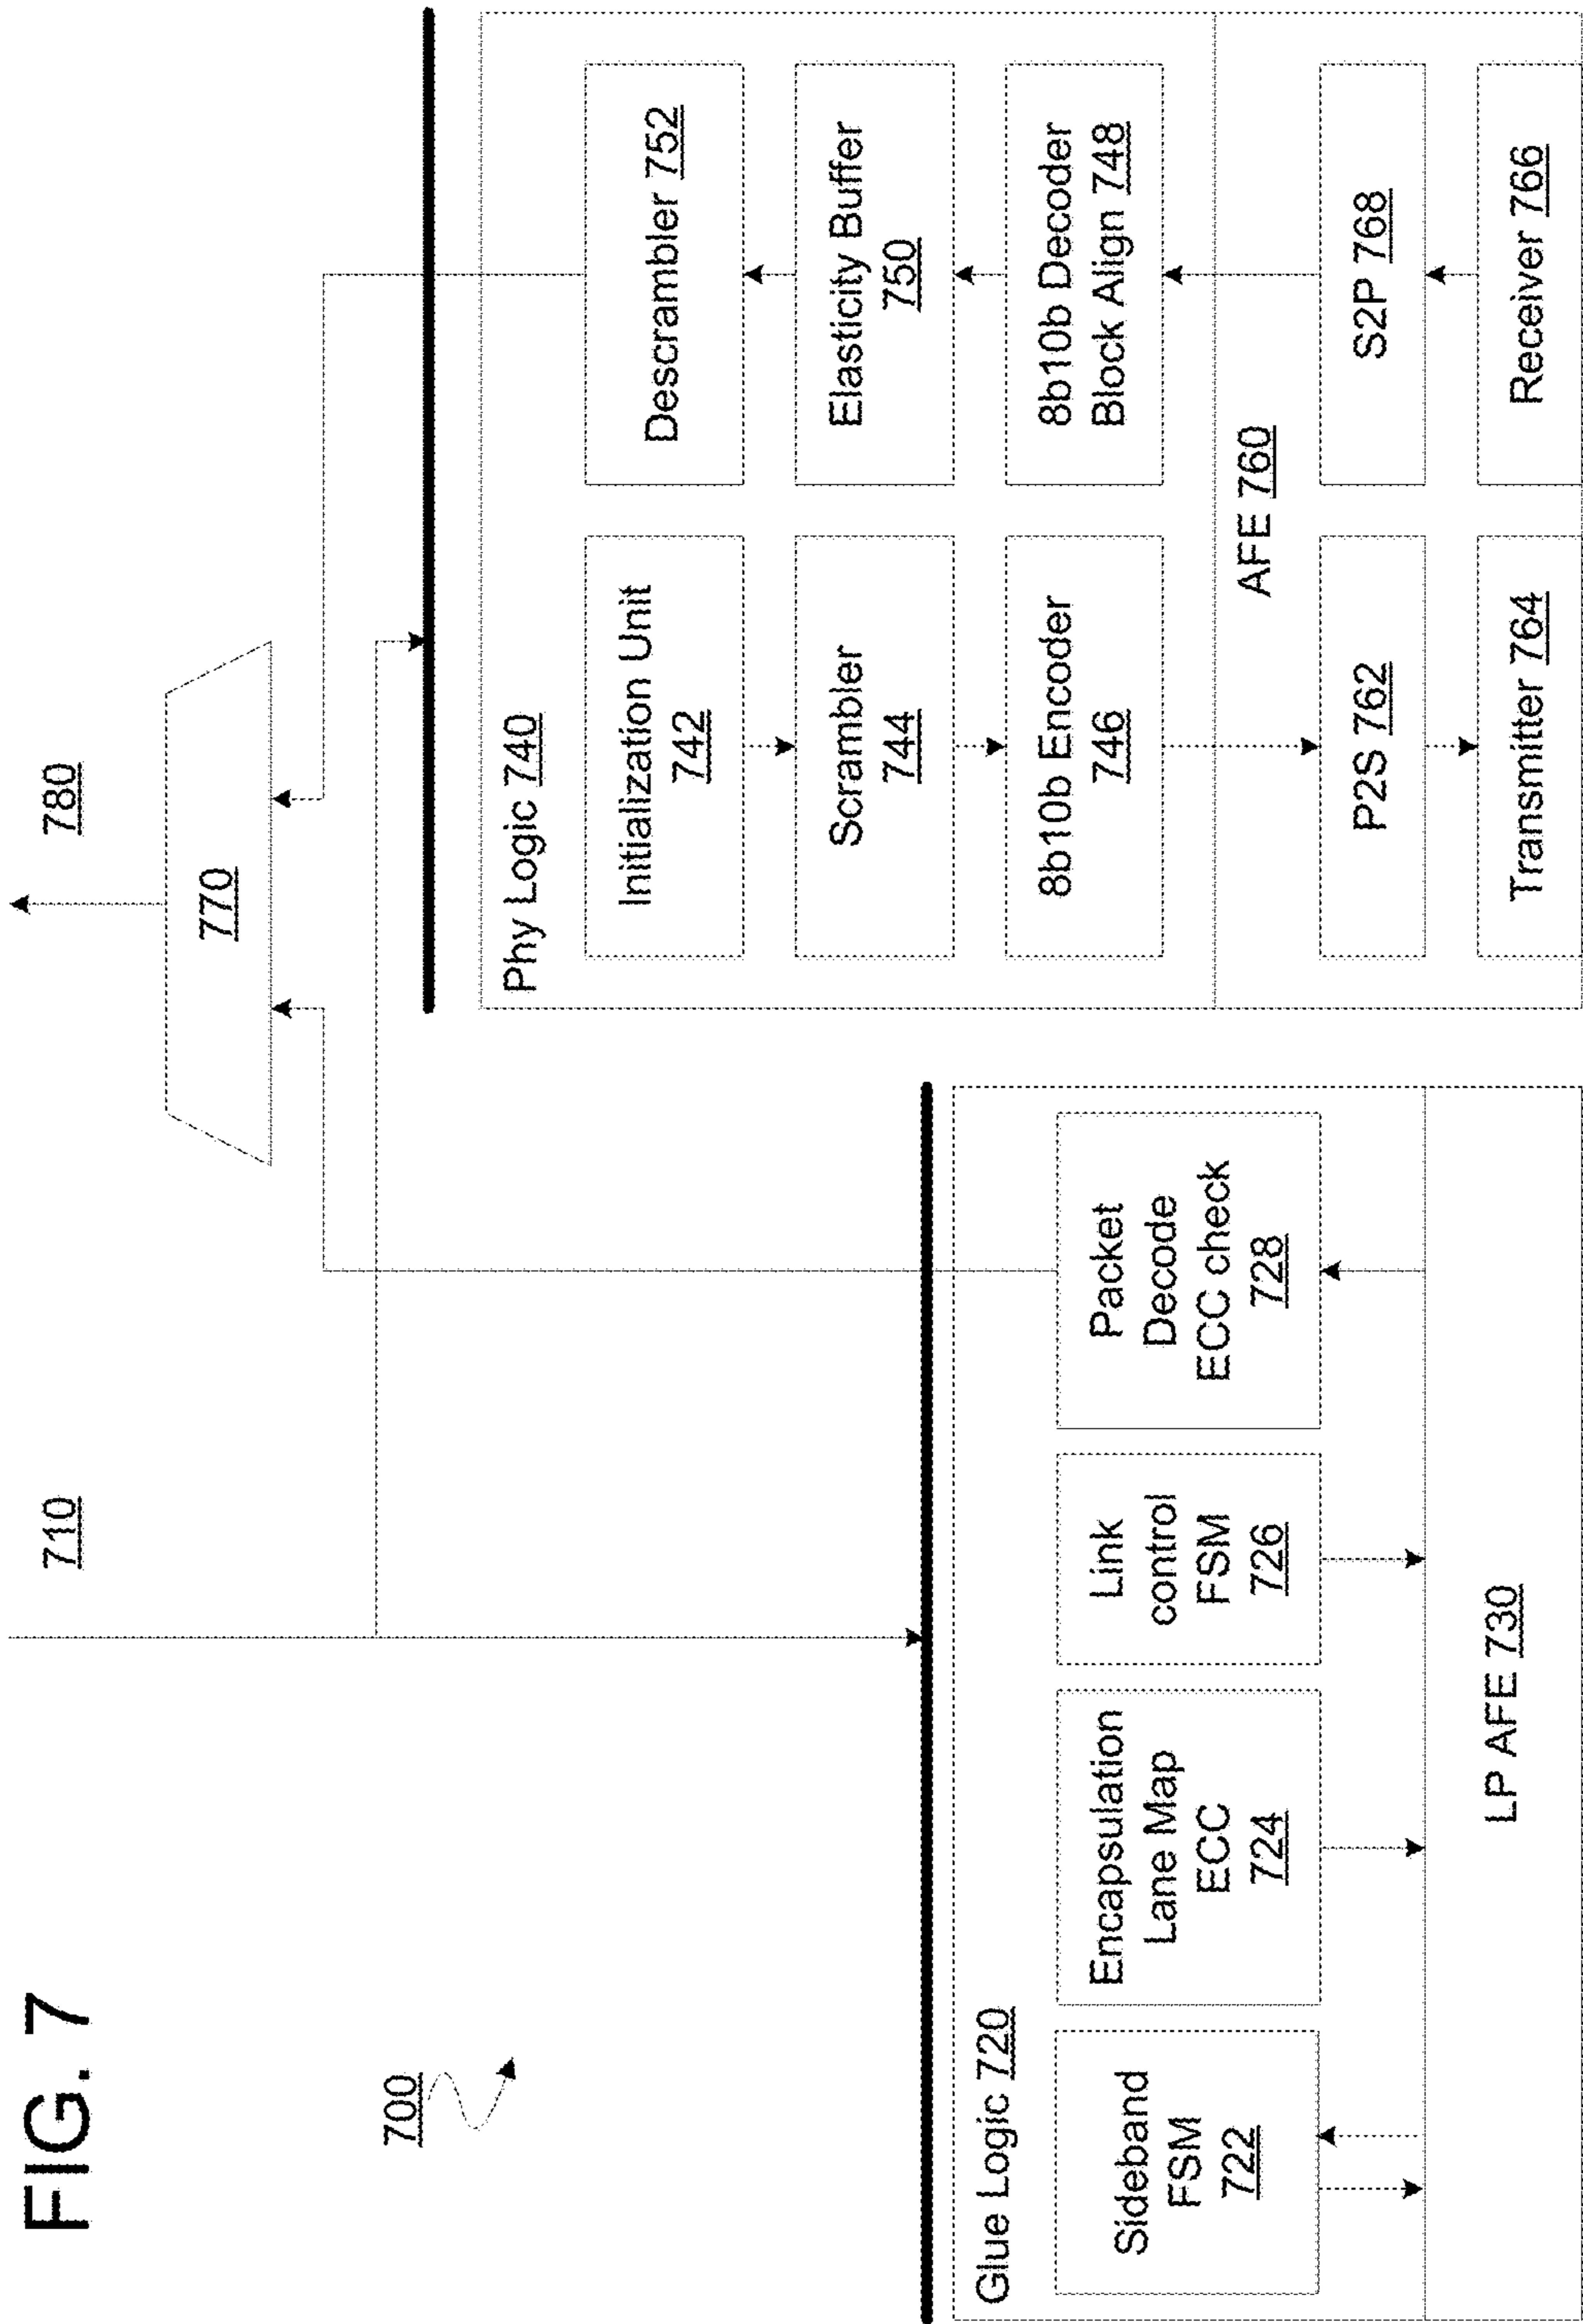 FIG. 7
700
710
780
770
Glue Logic 720
Sideband
FSM
722
Encapsulation
Lane Map
ECC
724
Link
control
FSM
726
Packet
Decode
ECC check
728
LP AFE 730
Phy Logic 740
Initialization Unit
742
Scrambler
744
8b10b Encoder
746
Descrambler 752
Elasticity Buffer
750
8b10b Decoder
Block Align 748
AFE 760
P2S 762
Transmitter 764
S2P 768
Receiver 766